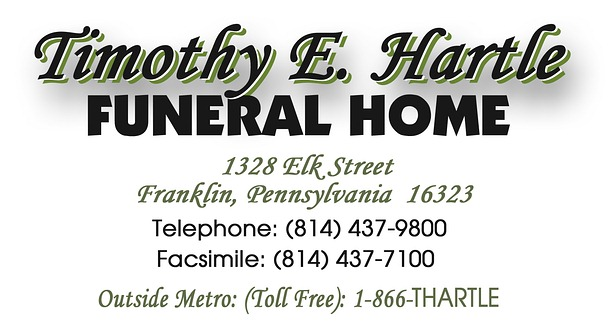 Timothy E. Hartle
FUNERAL HOME
1328 Elk Street
Franklin, Pennsylvania 16323
Telephone: (814) 437-9800
Facsimile: (814) 437-7100
Outside Metro: (Toll Free): 1-866-THARTLE